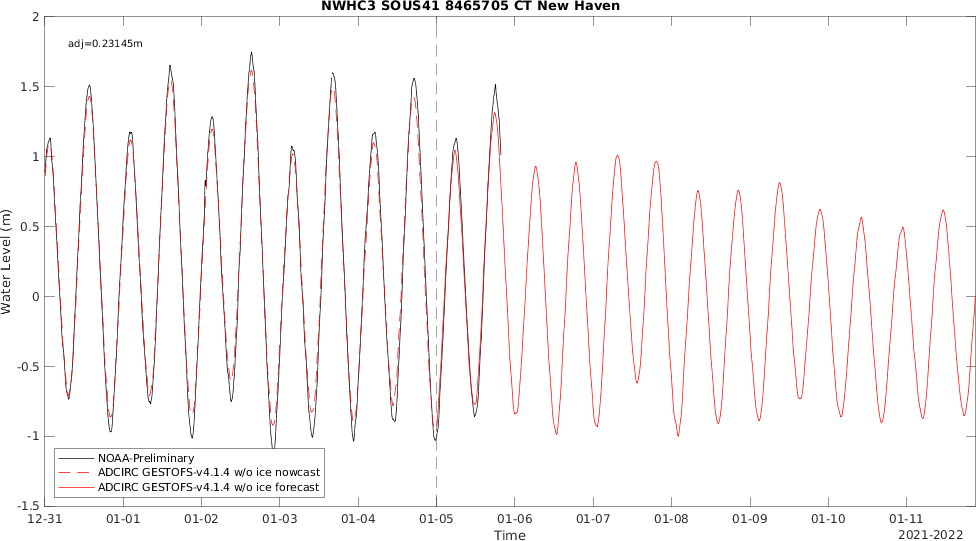 NWHC3 SOUS41 8465705 CT New Haven
adj=0.23145m
2
1.5
1
0.5
0
-0.5
-1
-1.5
Water Level (m)
NOAA-Preliminary
ADCIRC GESTOFS-v4.1.4 w/o ice nowcast
ADCIRC GESTOFS-v4.1.4 w/o ice forecast
12-31 01-01 01-02 01-03 01-04 01-05 01-06 01-07 01-08 01-09 01-10 01-11
Time
2021-2022